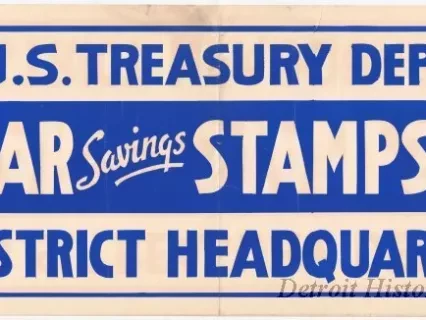 U.S. TREASURY DEP
AR Savings STAMPS
STRICT HEADQUAR
Detroit Histo